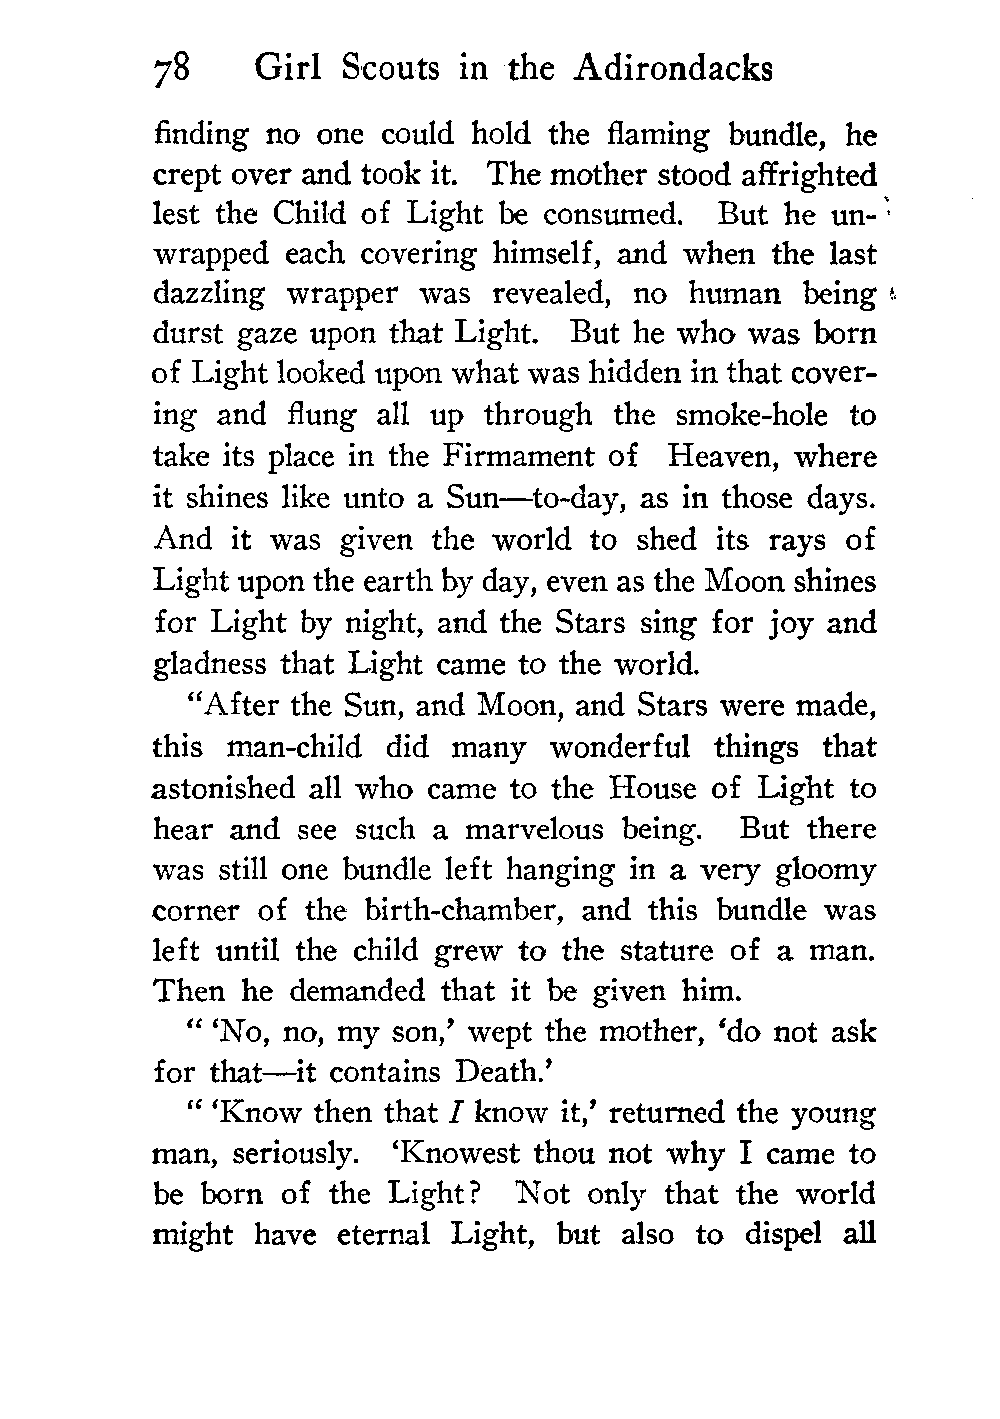 78 Girl Scouts in the Adirondacks
finding no one could hold the flaming bundle, he
crept over and took it. The mother stood affrighted
lest the Child of Light be consumed. But he un-
wrapped each covering himself, and when the last
dazzling wrapper was revealed, no human being
durst gaze upon that Light. But he who was born
of Light looked upon what was hidden in that cover-
ing and flung all up through the smoke-hole to
take its place in the Firmament of Heaven, where
it shines like unto a Sun—to-day, as in those days.
And it was given the world to shed its rays of
Light upon the earth by day, even as the Moon shines
for Light by night, and the Stars sing for joy and
gladness that Light came to the world.
“After the Sun, and Moon, and Stars were made,
this man-child did many wonderful things that
astonished all who came to the House of Light to
hear and see such a marvelous being. But there
was still one bundle left hanging in a very gloomy
corner of the birth-chamber, and this bundle was
left until the child grew to the stature of a man.
Then he demanded that it be given him.
“ ‘No, no, my son,’ wept the mother, ‘do not ask
for that—it contains Death.’
“ ‘Know then that I know it,’ returned the young
man, seriously. ‘Knowest thou not why I came to
be born of the Light? Not only that the world
might have eternal Light, but also to dispel all